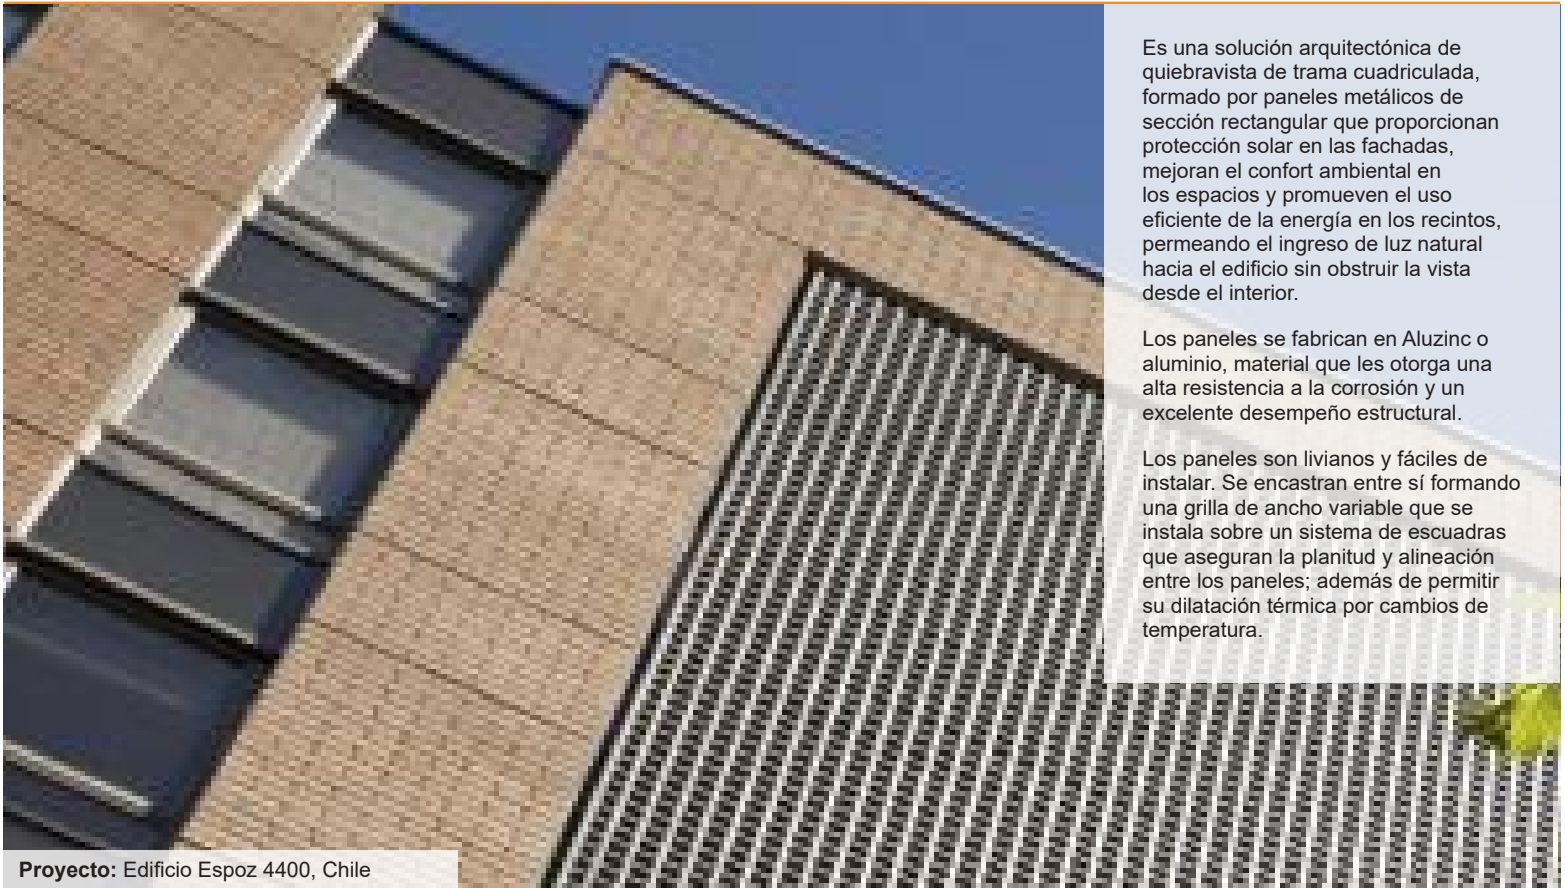 Es una solución arquitectónica de
quiebravista de trama cuadriculada,
formado por paneles metálicos de
sección rectangular que proporcionan
protección solar en las fachadas,
mejoran el confort ambiental en
los espacios y promueven el uso
eficiente de la energía en los recintos,
permeando el ingreso de luz natural
hacia el edificio sin obstruir la vista
desde el interior.
Los paneles se fabrican en Aluzinc o
aluminio, material que les otorga una
alta resistencia a la corrosión y un
excelente desempeño estructural.
Los paneles son livianos y fáciles de
instalar. Se encastran entre sí formando
una grilla de ancho variable que se
instala sobre un sistema de escuadras
que aseguran la planitud y alineación
entre los paneles; además de permitir
su dilatación térmica por cambios de
temperatura.
Proyecto: Edificio Espoz 4400, Chile